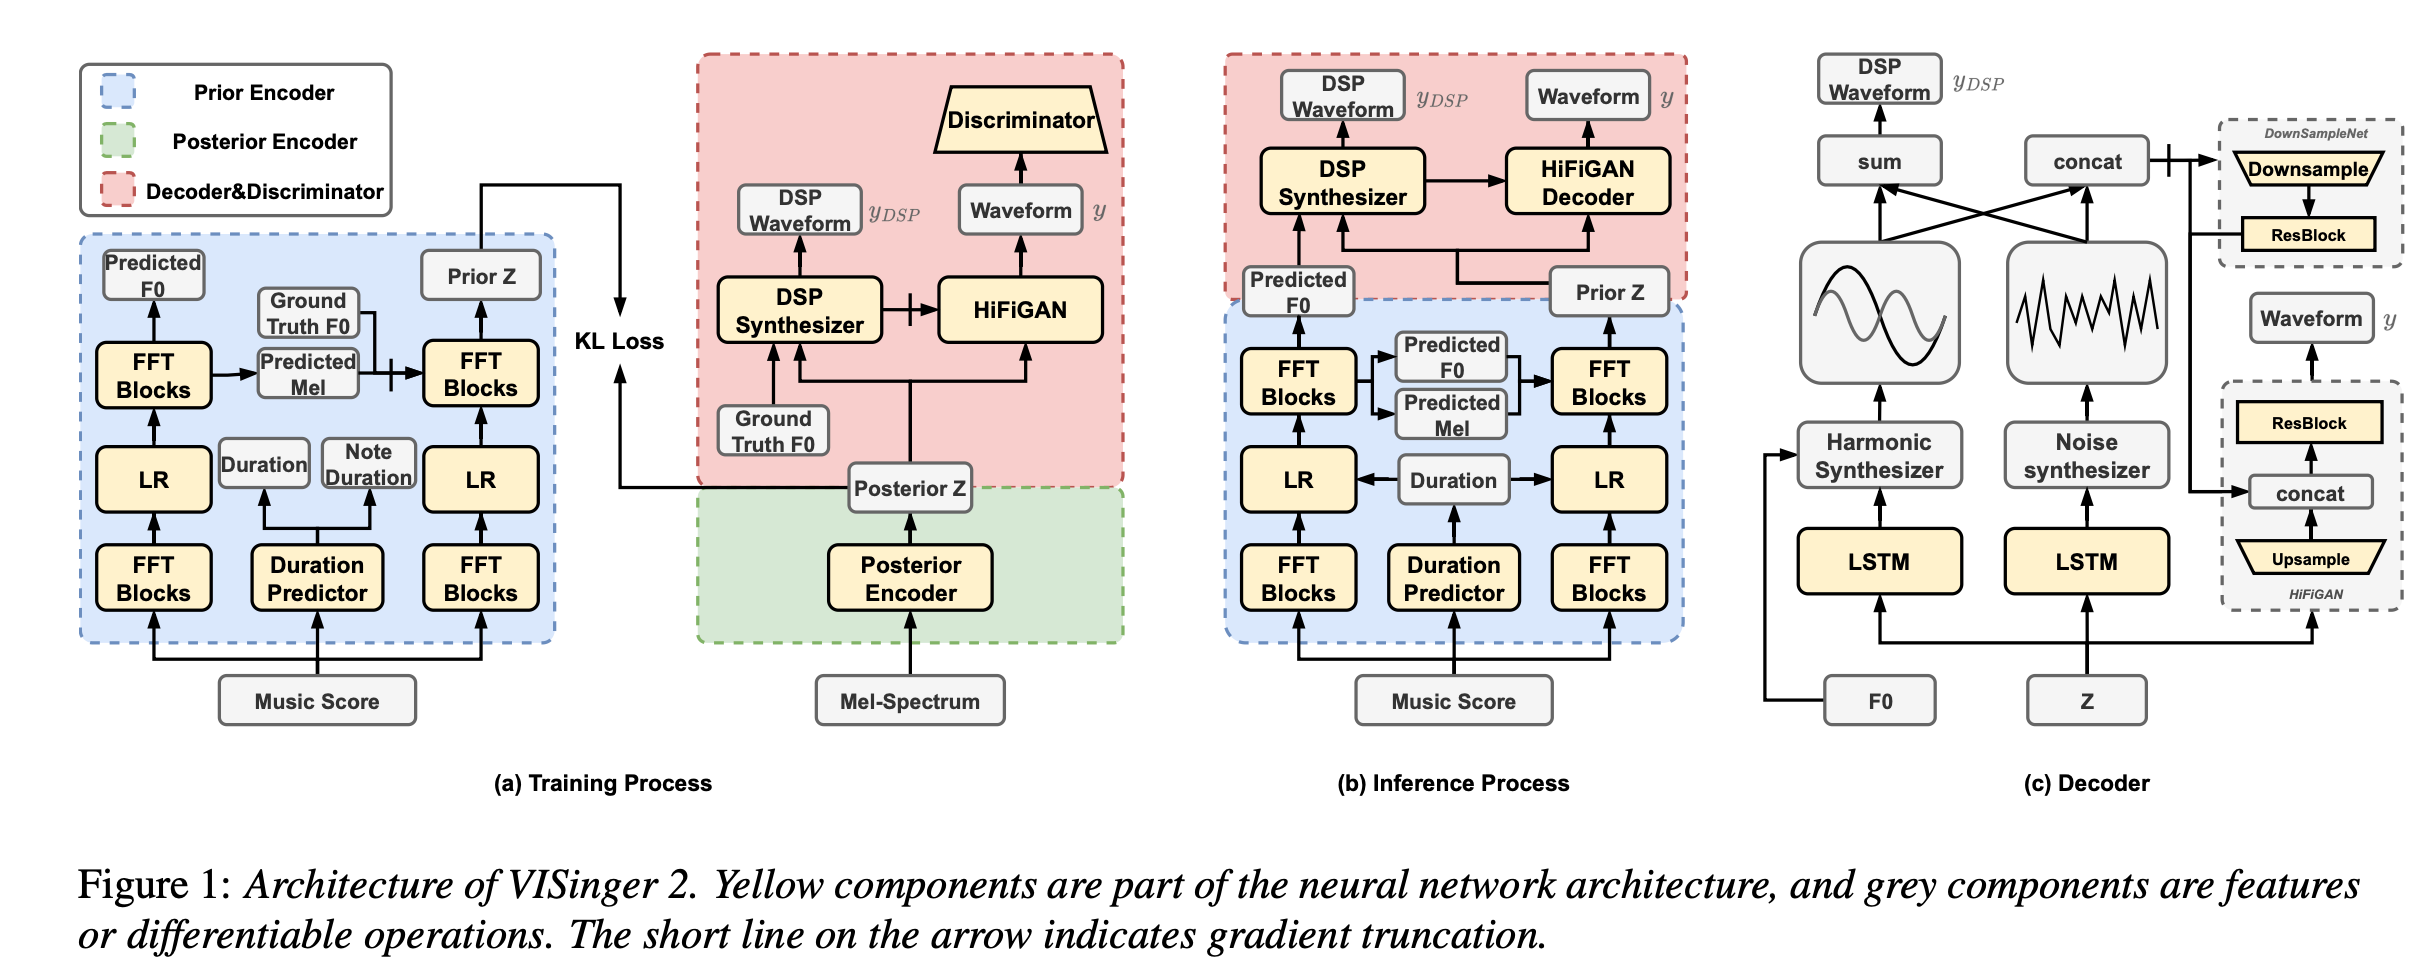 Prior Encoder
Posterior Encoder
Decoder&Discriminator
Predicted
F0
Ground
Truth F0
Predicted
Mel
Prior Z
FFT
Blocks
FFT
Blocks
LR
Duration
Note
Duration
LR
FFT
Blocks
Duration
Predictor
FFT
Blocks
Music Score
KL Loss
Discriminator
DSP
Waveform
y_DSP
Waveform
y
DSP
Synthesizer
HiFiGAN
Ground
Truth F0
Posterior Z
Posterior
Encoder
Mel-Spectrum
(a) Training Process
DSP
Waveform
y_DSP
Waveform
y
DSP
Synthesizer
HiFiGAN
Decoder
Predicted
F0
Prior Z
FFT
Blocks
Predicted
F0
Predicted
Mel
FFT
Blocks
LR
Duration
LR
FFT
Blocks
Duration
Predictor
FFT
Blocks
Music Score
(b) Inference Process
DSP
Waveform
y_DSP
sum
concat
DownSampleNet
Downsample
ResBlock
Waveform
y
Harmonic
Synthesizer
Noise
synthesizer
ResBlock
concat
Upsample
HiFiGAN
LSTM
LSTM
F0
Z
(c) Decoder
Figure 1: Architecture of VISinger 2. Yellow components are part of the neural network architecture, and grey components are features
or differentiable operations. The short line on the arrow indicates gradient truncation.